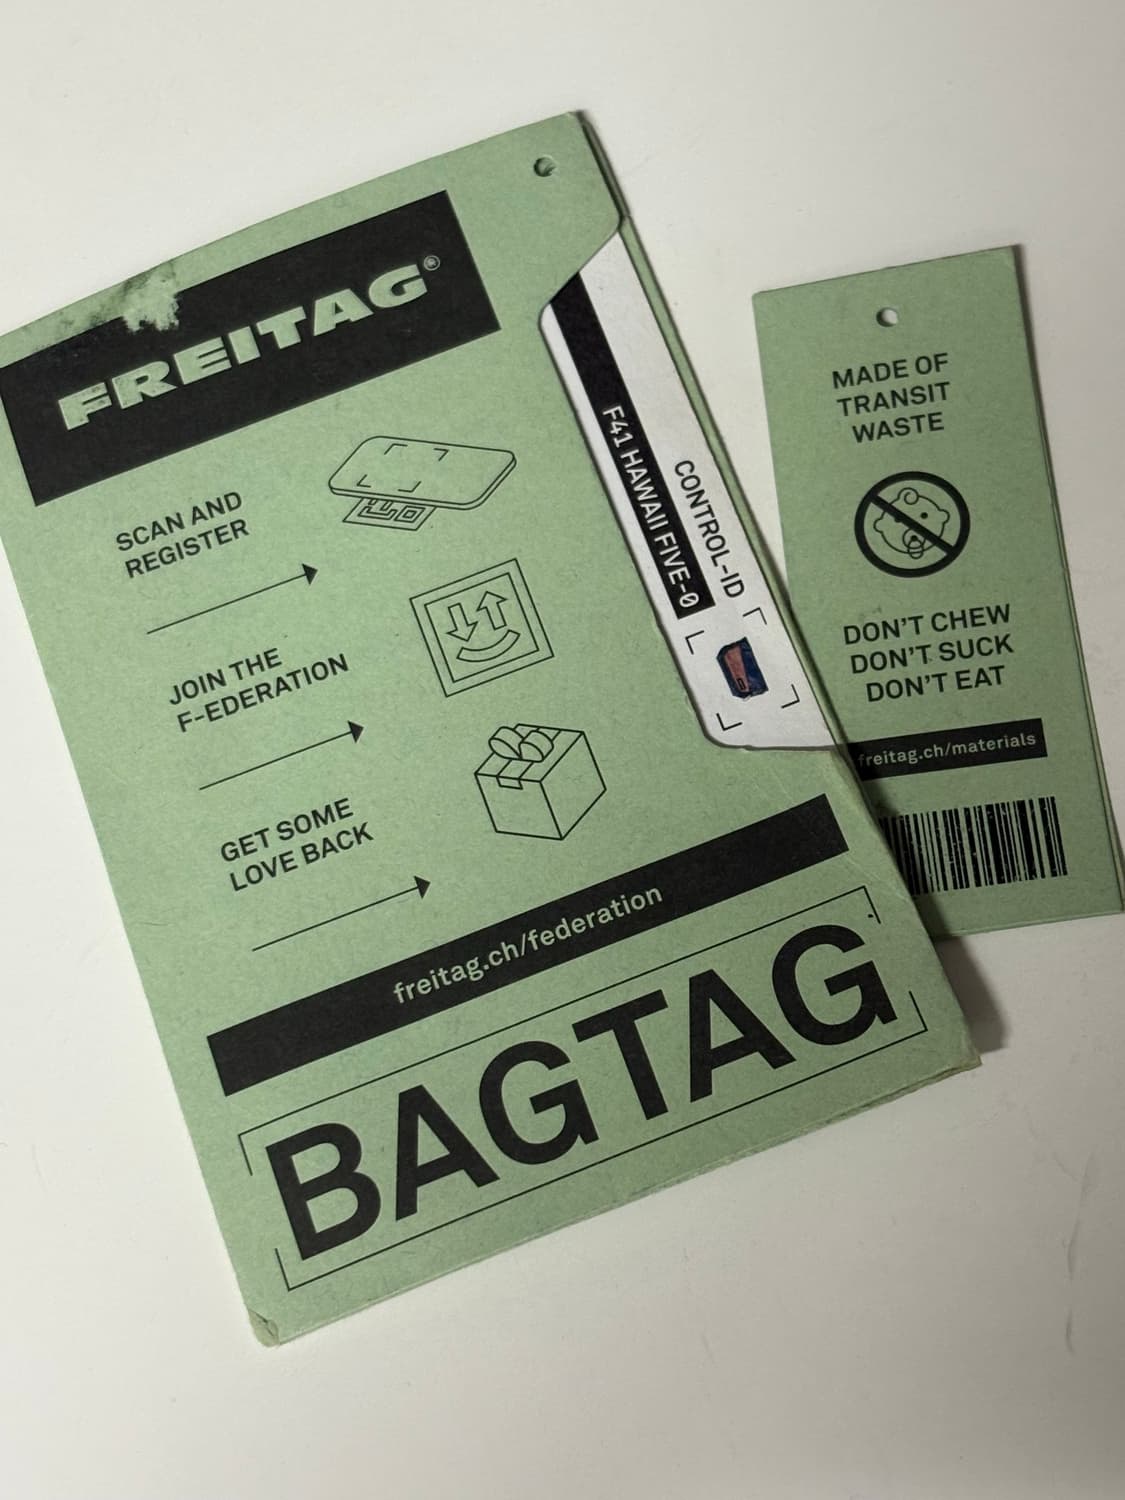 FREITAG®
SCAN AND
REGISTER
JOIN THE
F-EDERATION
GET SOME
LOVE BACK
freitag.ch/federation
BAGTAG
F41 HAWAII FIVE-0
CONTROL-ID
MADE OF
TRANSIT
WASTE
DON'T CHEW
DON'T SUCK
DON'T EAT
freitag.ch/materials